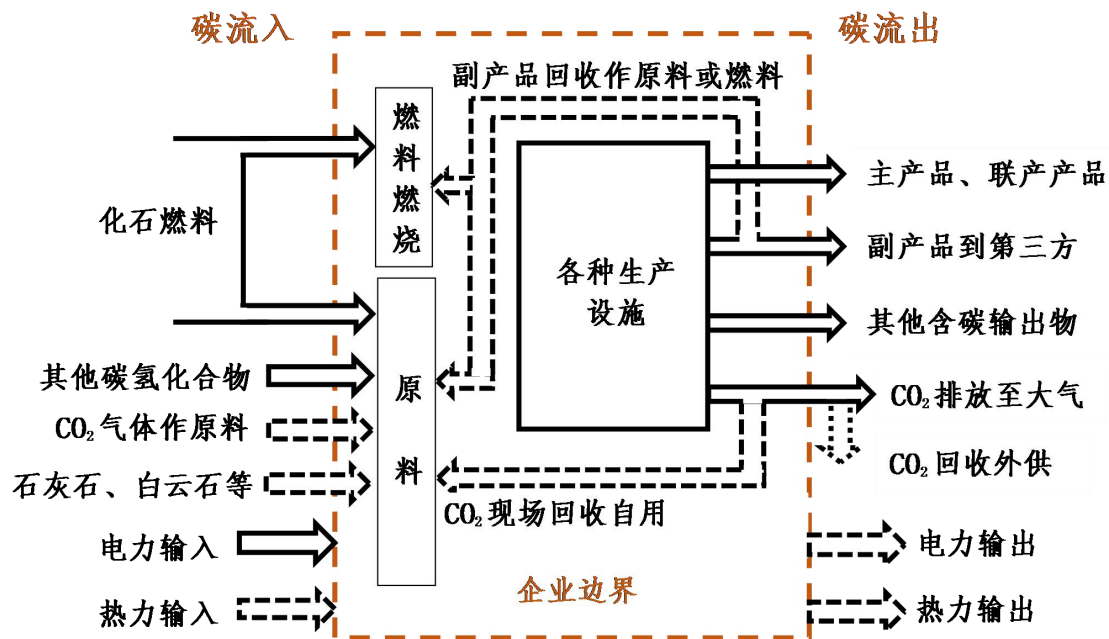 碳流入
碳流出
副产品回收作原料或燃料
燃料燃烧
化石燃料
各种生产
设施
主产品、联产产品
副产品到第三方
其他含碳输出物
CO₂排放至大气
CO₂回收外供
原料
其他碳氢化合物
CO₂气体作原料
石灰石、白云石等
CO₂现场回收自用
电力输入
热力输入
企业边界
电力输出
热力输出